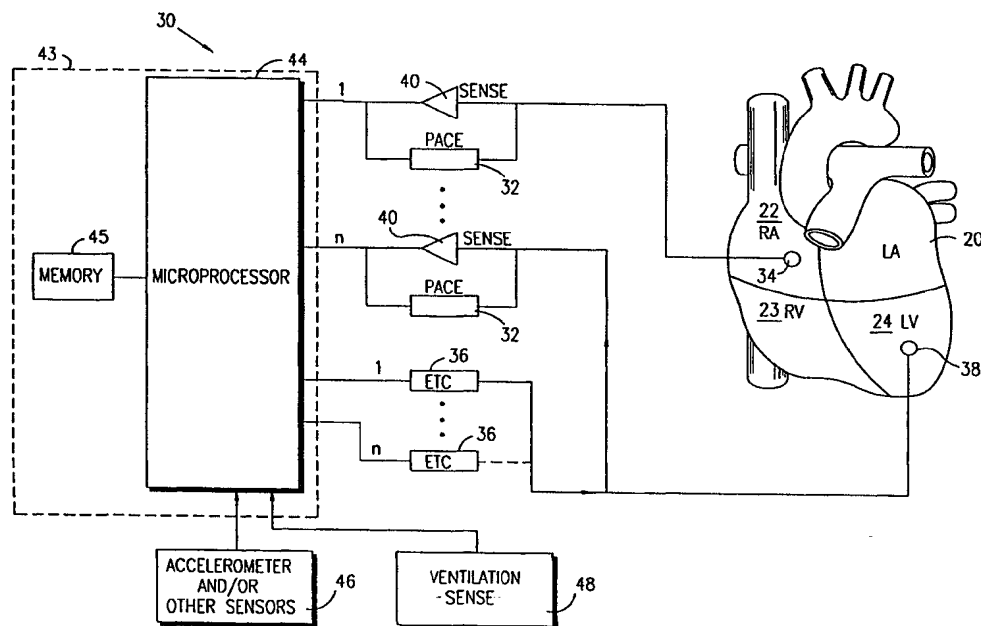 30
43
44
1
40
SENSE
PACE
32
n
40
SENSE
PACE
32
45
MEMORY
MICROPROCESSOR
1
36
ETC
n
36
ETC
ACCELEROMETER
AND/OR
OTHER SENSORS
46
VENTILATION
SENSE
48
22
RA
34
LA
20
23 RV
24 LV
38